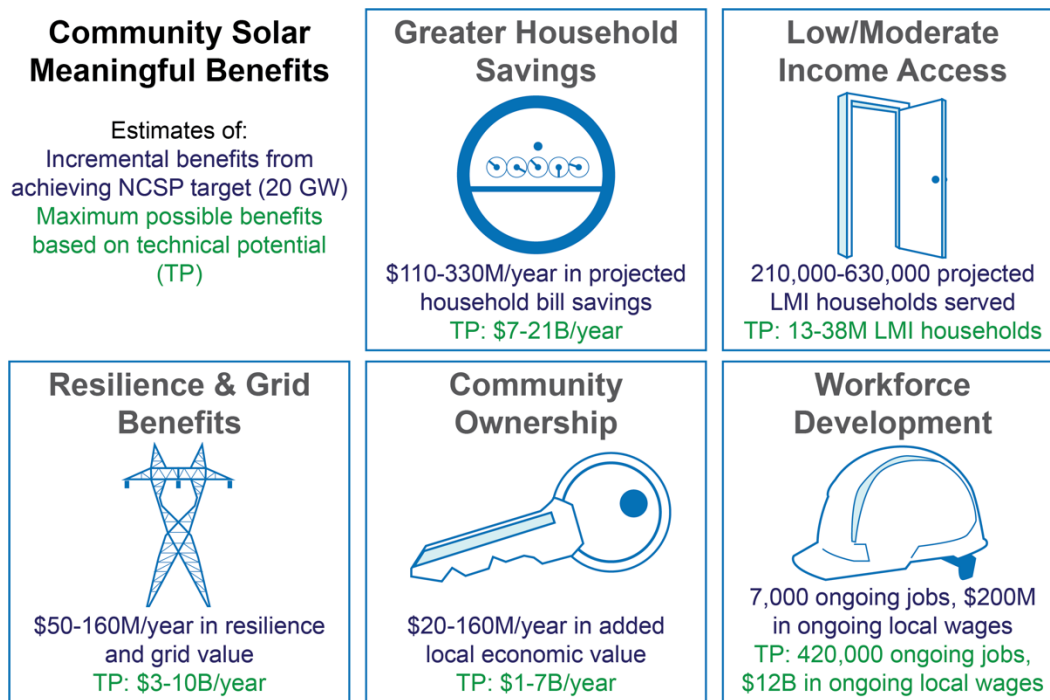 Community Solar
Meaningful Benefits
Estimates of:
Incremental benefits from
achieving NCSP target (20 GW)
Maximum possible benefits
based on technical potential
(TP)
Greater Household
Savings
$110-330M/year in projected
household bill savings
TP: $7-21B/year
Low/Moderate
Income Access
210,000-630,000 projected
LMI households served
TP: 13-38M LMI households
Resilience & Grid
Benefits
$50-160M/year in resilience
and grid value
TP: $3-10B/year
Community
Ownership
$20-160M/year in added
local economic value
TP: $1-7B/year
Workforce
Development
7,000 ongoing jobs, $200M
in ongoing local wages
TP: 420,000 ongoing jobs,
$12B in ongoing local wages